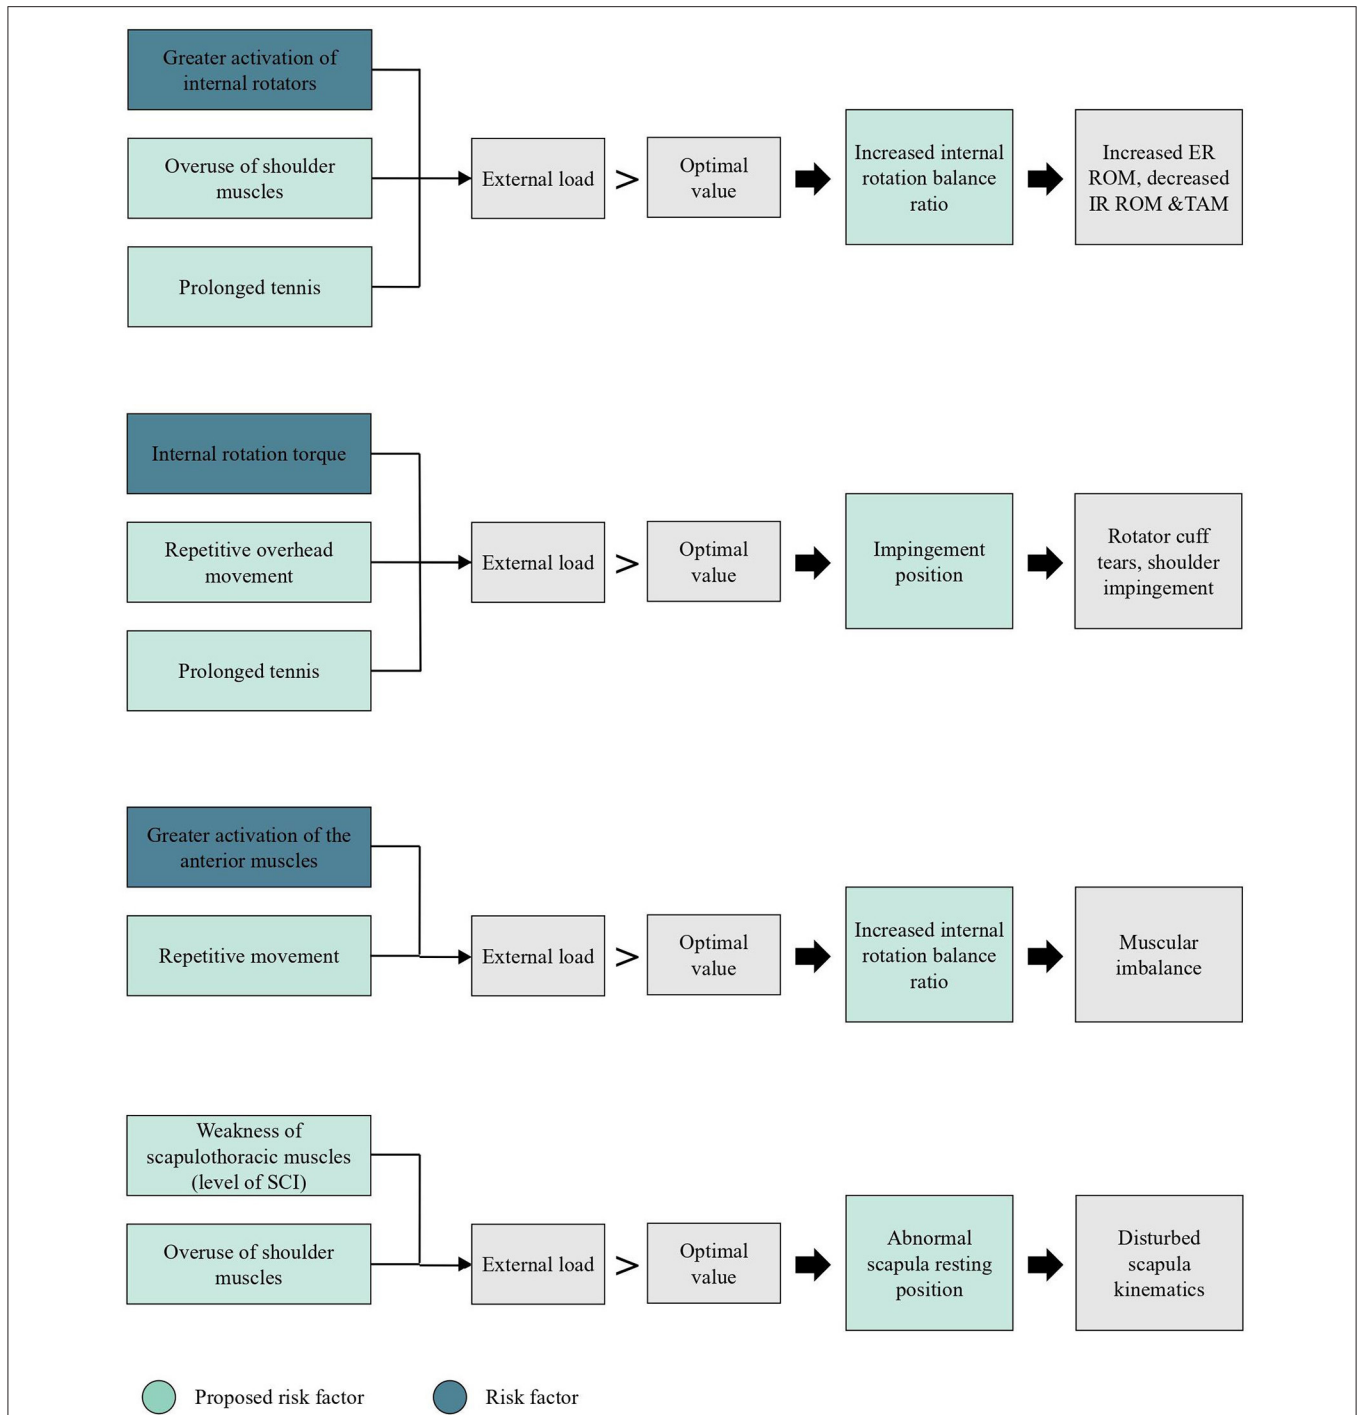 Greater activation of
internal rotators
Overuse of shoulder
muscles
Prolonged tennis
External load
>
Optimal
value
Increased internal
rotation balance
ratio
Increased ER
ROM, decreased
IR ROM &TAM
Internal rotation torque
Repetitive overhead
movement
Prolonged tennis
External load
>
Optimal
value
Impingement
position
Rotator cuff
tears, shoulder
impingement
Greater activation of the
anterior muscles
Repetitive movement
External load
>
Optimal
value
Increased internal
rotation balance
ratio
Muscular
imbalance
Weakness of
scapulothoracic muscles
(level of SCI)
Overuse of shoulder
muscles
External load
>
Optimal
value
Abnormal
scapula resting
position
Disturbed
scapula
kinematics
Proposed risk factor
Risk factor